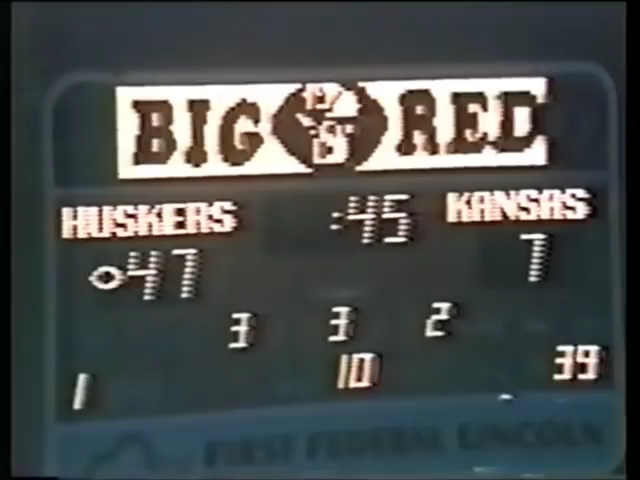 BIG RED
HUSKERS :45 KANSAS
47 7
3 3 2
1 10 39
FIRST FEDERAL LINCOLN